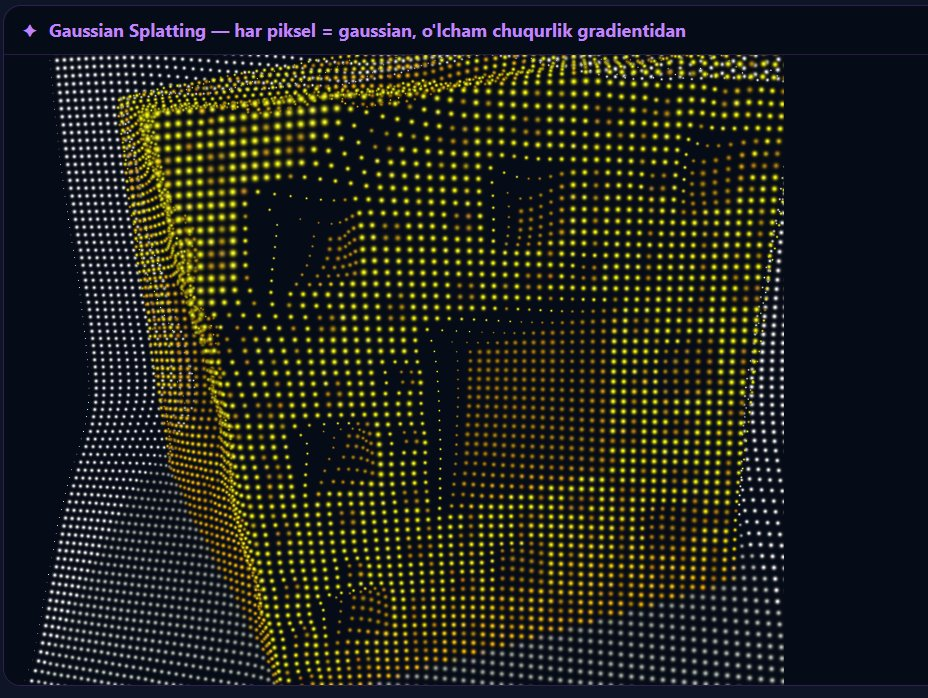 Gaussian Splatting — har piksel = gaussian, o'lcham chuqurlik gradientidan